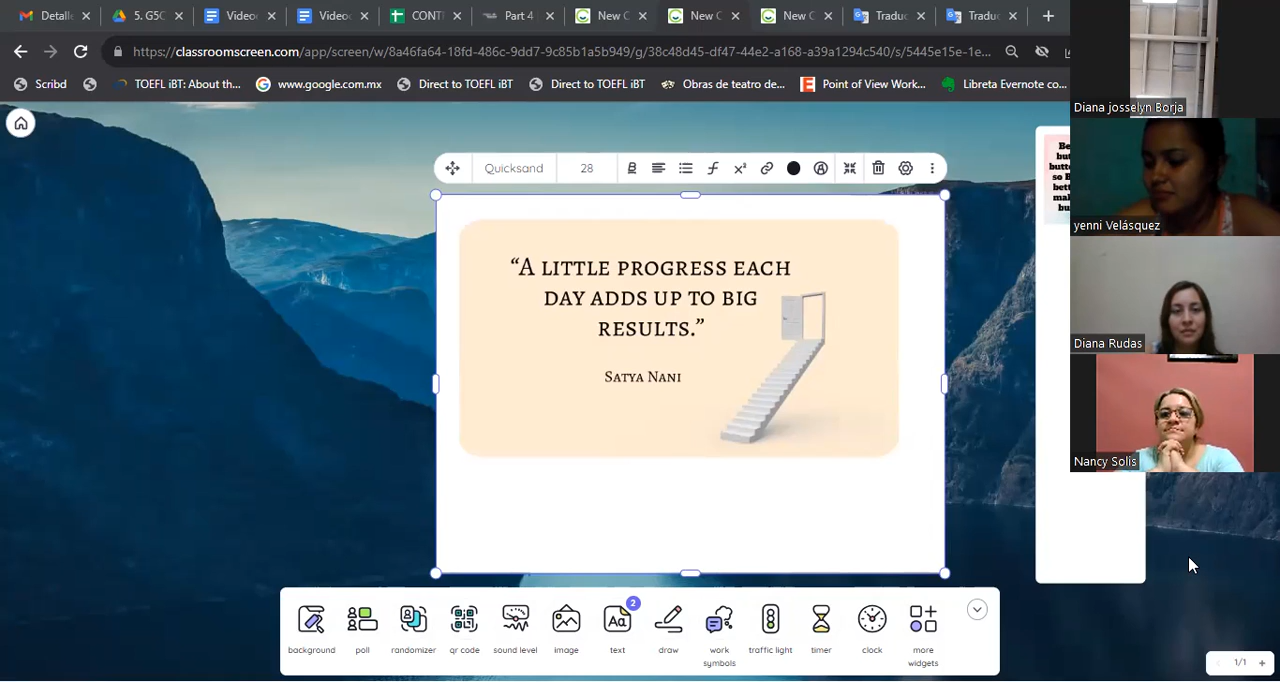 Detalle
5. G5C
Video
Video
CONT
Part 4
New C
New C
New C
Traduc
Traduc
https://classroomscreen.com/app/screen/w/8a46fa64-18fd-486c-9dd7-9c85b1a5b949/g/38c48d45-df47-44e2-a168-a39a1294c540/s/5445e15e-1e...
Scribd
TOEFL iBT: About th...
www.google.com.mx
Direct to TOEFL iBT
Direct to TOEFL iBT
Obras de teatro de...
Point of View Work...
Libreta Evernote co...
Quicksand
28
“A LITTLE PROGRESS EACH
DAY ADDS UP TO BIG
RESULTS.”
SATYA NANI
Diana josselyn Borja
yenni Velásquez
Diana Rudas
Nancy Solis
2
background
poll
randomizer
qr code
sound level
image
text
draw
work
symbols
traffic light
timer
clock
more
widgets
1/1